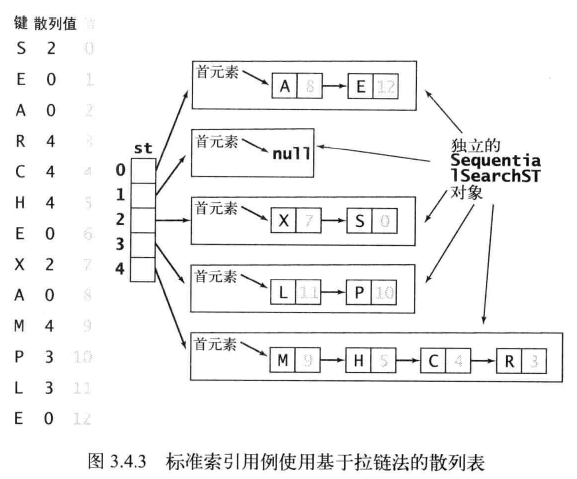 键 散列值 值
S 2 0
E 0 1
A 0 2
R 4 3
C 4 4
H 4 5
E 0 6
X 2 7
A 0 8
M 4 9
P 3 10
L 3 11
E 0 12
st
0
1
2
3
4
首元素
A 8 E 12
首元素
null
首元素
X 7 S 0
首元素
L 11 P 10
首元素
M 9 H 5 C 4 R 3
独立的
Sequentia
lSearchST
对象
图 3.4.3 标准索引用例使用基于拉链法的散列表